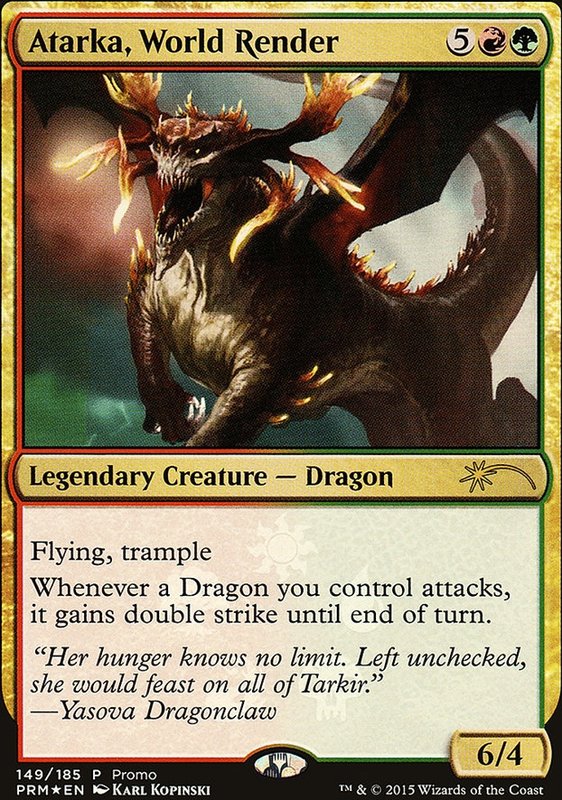 Atarka, World Render 5
Legendary Creature — Dragon
Flying, trample
Whenever a Dragon you control attacks,
it gains double strike until end of turn.
“Her hunger knows no limit. Left unchecked,
she would feast on all of Tarkir.”
—Yasova Dragonclaw
6/4
149/185 P Promo
PRM★EN Karl Kopinski ™ & © 2015 Wizards of the Coast